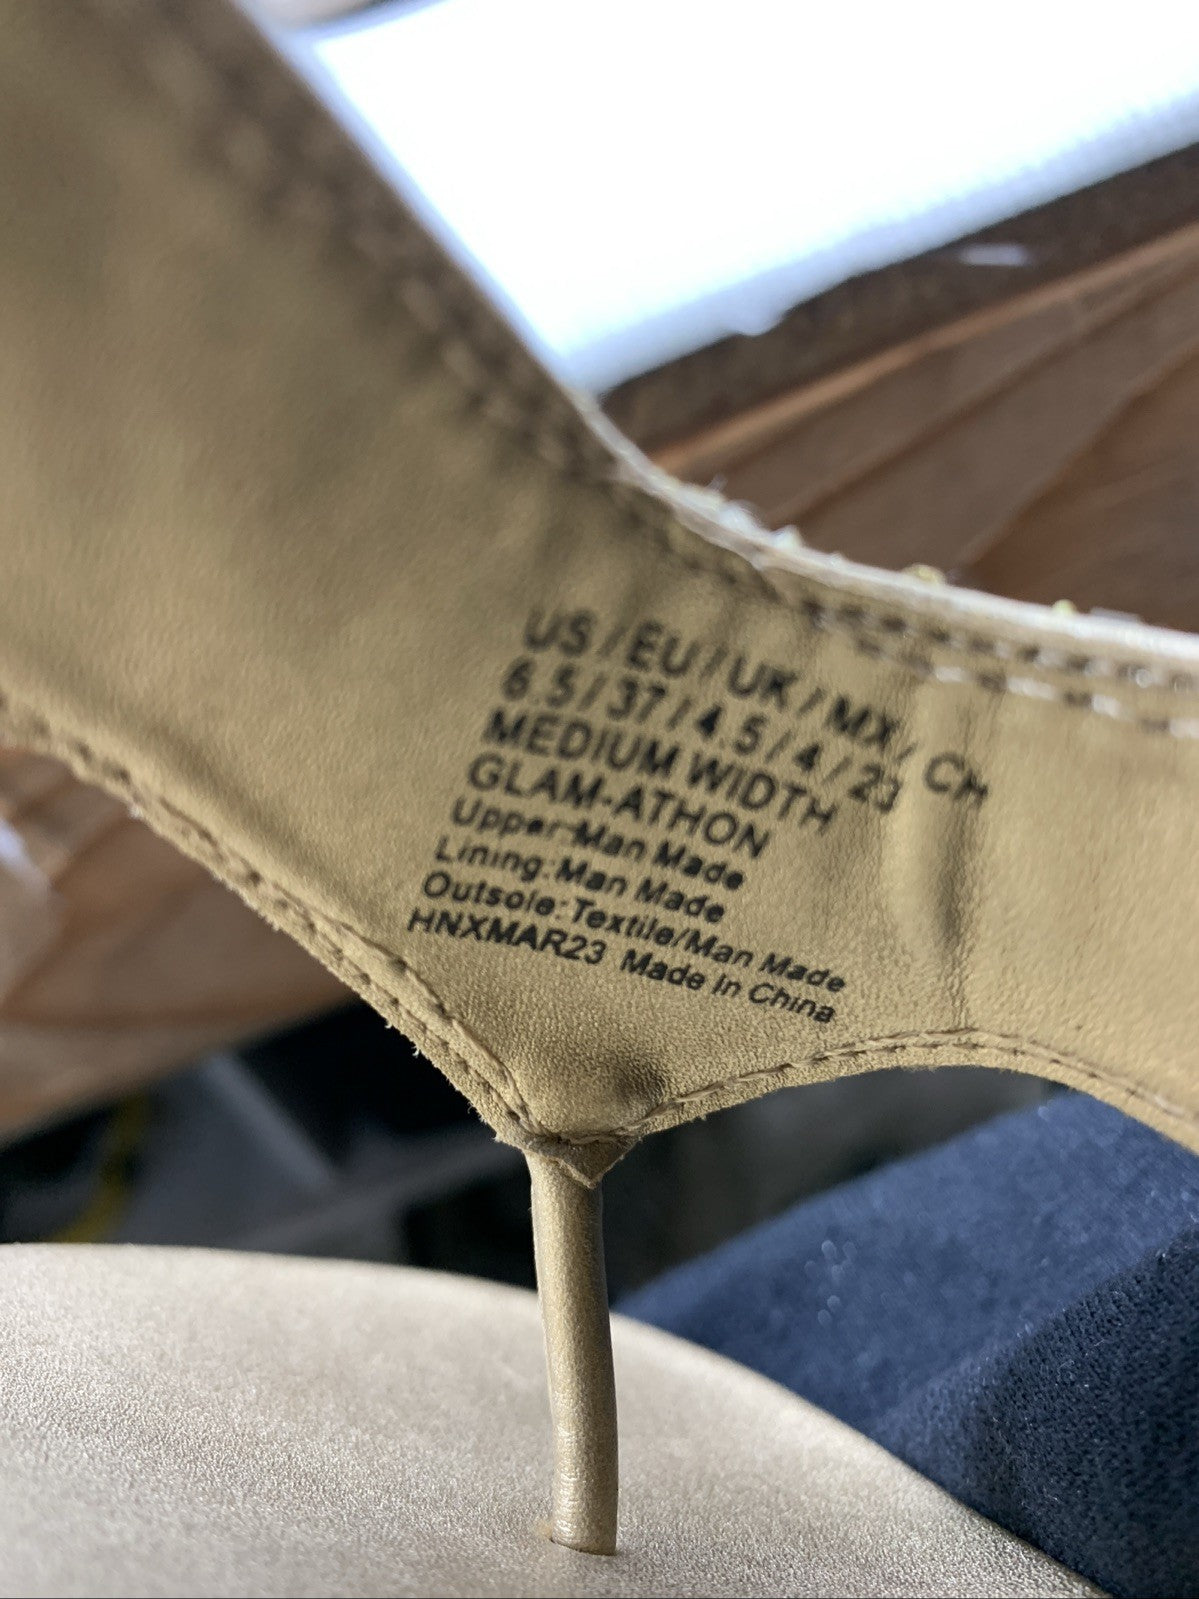 US / EU / UK / MX / CH
6.5 / 37 / 4.5 / 4 / 23
MEDIUM WIDTH
GLAM-ATHON
Upper:Man Made
Lining:Man Made
Outsole:Textile/Man Made
HNXMAR23 Made In China